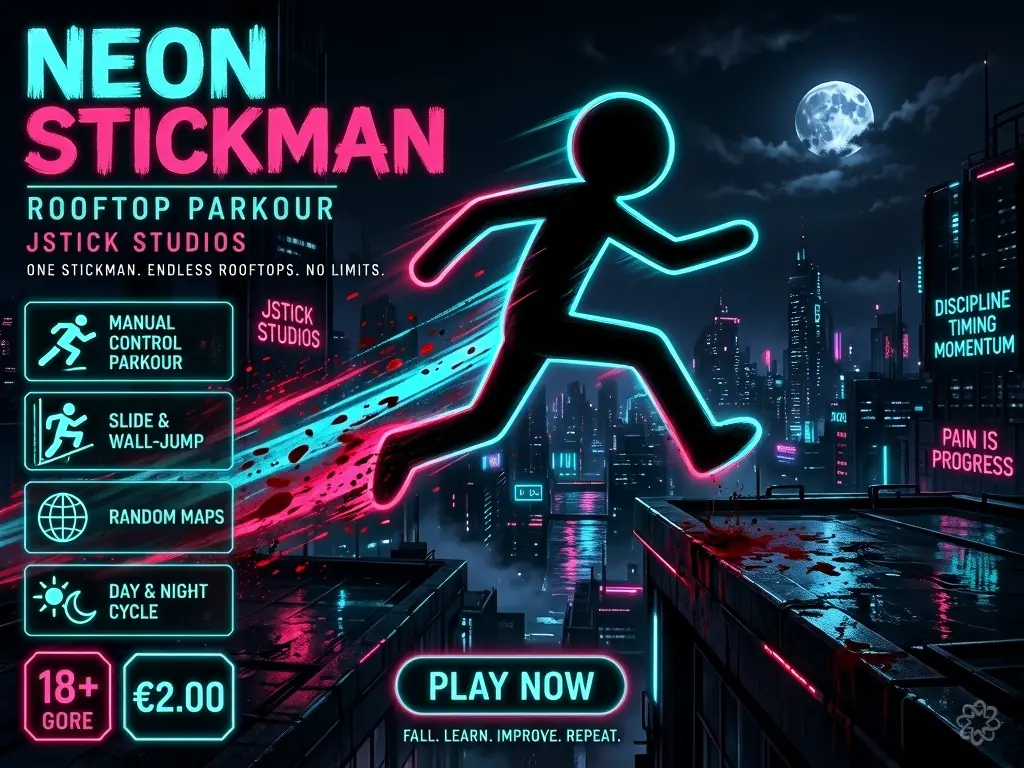 NEON
STICKMAN
ROOFTOP PARKOUR
JSTICK STUDIOS
ONE STICKMAN. ENDLESS ROOFTOPS. NO LIMITS.
MANUAL
CONTROL
PARKOUR
SLIDE &
WALL-JUMP
RANDOM MAPS
DAY & NIGHT
CYCLE
18+
GORE
€2.00
JSTICK
STUDIOS
DISCIPLINE
TIMING
MOMENTUM
PAIN IS
PROGRESS
PLAY NOW
FALL. LEARN. IMPROVE. REPEAT.